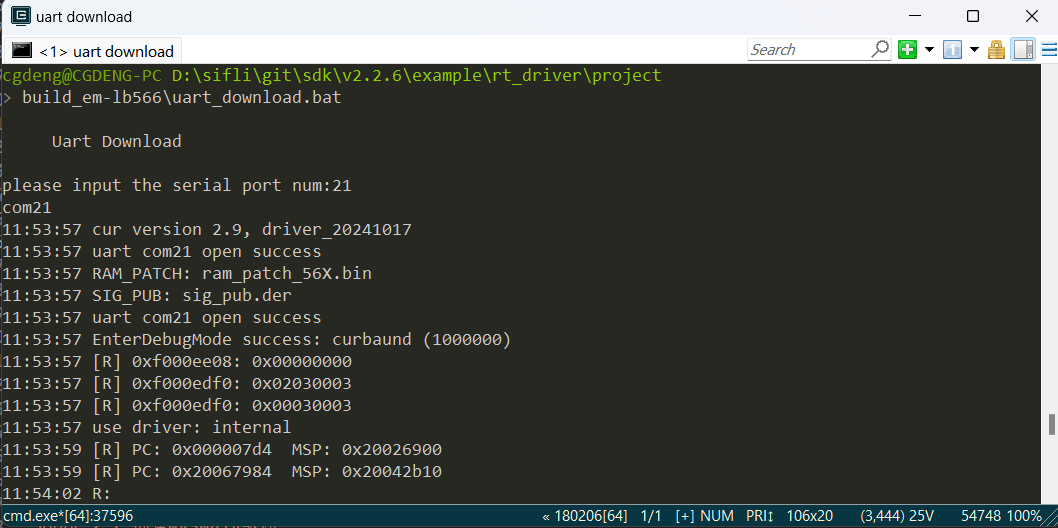 uart download
<1> uart download
Search
cgdeng@CGDENG-PC D:\sifli\git\sdk\v2.2.6\example\rt_driver\project
> build_em-lb566\uart_download.bat
Uart Download
please input the serial port num:21
com21
11:53:57 cur version 2.9, driver_20241017
11:53:57 uart com21 open success
11:53:57 RAM_PATCH: ram_patch_56X.bin
11:53:57 SIG_PUB: sig_pub.der
11:53:57 uart com21 open success
11:53:57 EnterDebugMode success: curbaund (1000000)
11:53:57 [R] 0xf000ee08: 0x00000000
11:53:57 [R] 0xf000edf0: 0x02030003
11:53:57 [R] 0xf000edf0: 0x00030003
11:53:57 use driver: internal
11:53:59 [R] PC: 0x000007d4  MSP: 0x20026900
11:53:59 [R] PC: 0x20067984  MSP: 0x20042b10
11:54:02 R:
cmd.exe*[64]:37596 « 180206[64] 1/1 [+] NUM PRI↕ 106x20 (3,444) 25V 54748 100%